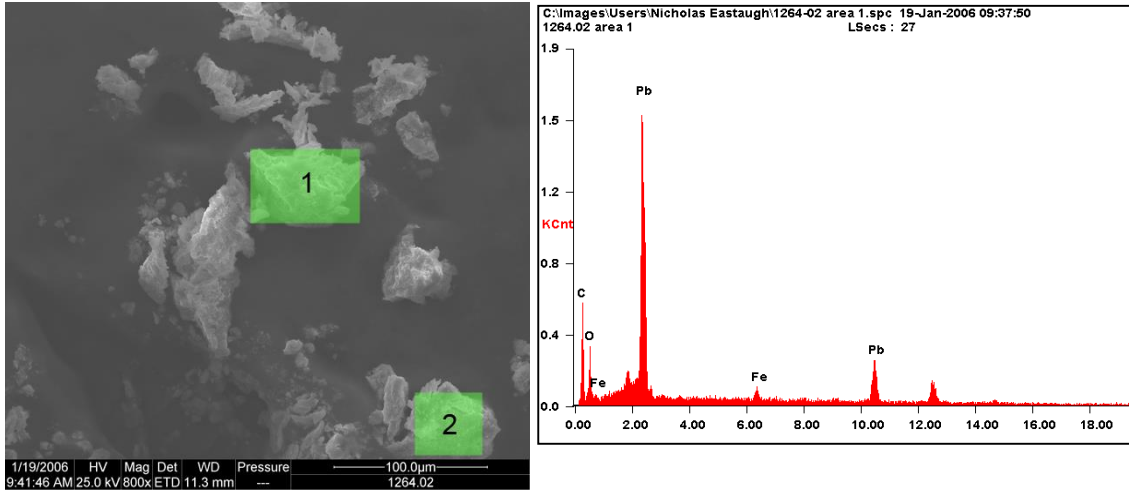 1
2
1/19/2006 HV Mag Det WD Pressure 100.0µm
9:41:46 AM 25.0 kV 800x ETD 11.3 mm --- 1264.02
C:\Images\Users\Nicholas Eastaugh\1264-02 area 1.spc 19-Jan-2006 09:37:50
1264.02 area 1 LSecs : 27
1.9
Pb
1.5
1.2
KCnt
0.8
C
O
0.4
Pb
Fe
Fe
0.0
0.00 2.00 4.00 6.00 8.00 10.00 12.00 14.00 16.00 18.00